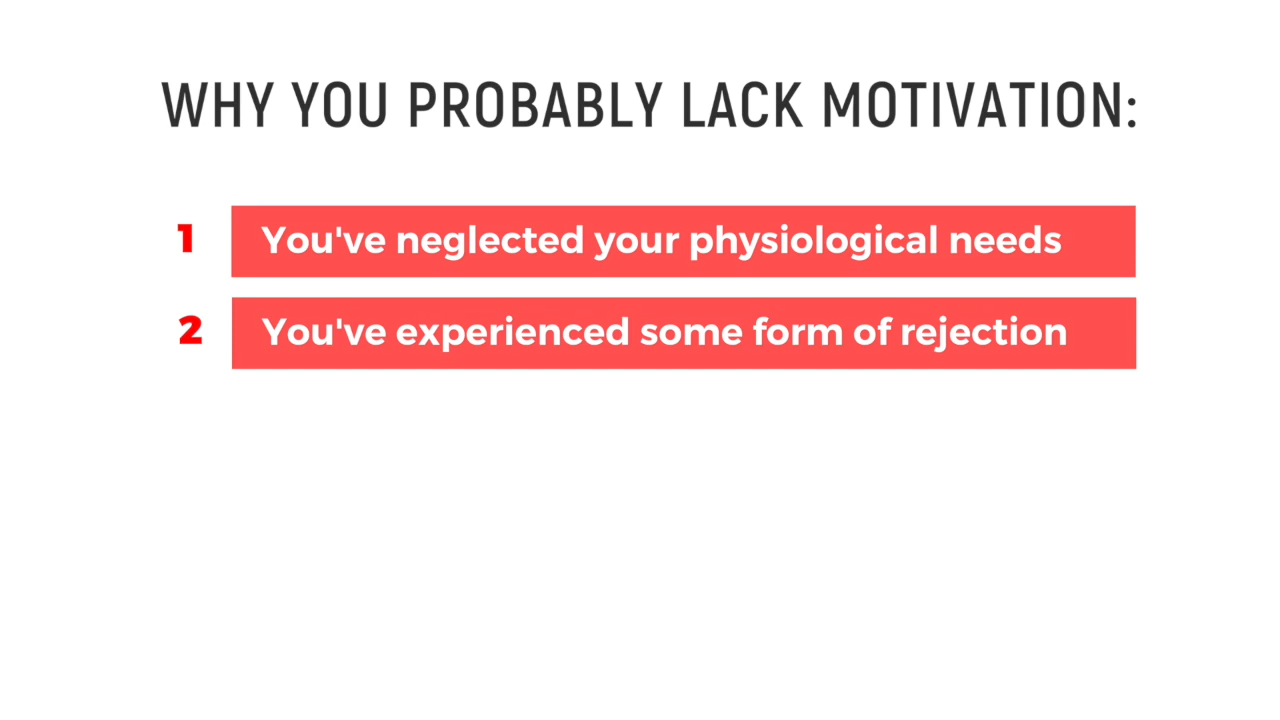 WHY YOU PROBABLY LACK MOTIVATION:
1 You've neglected your physiological needs
2 You've experienced some form of rejection